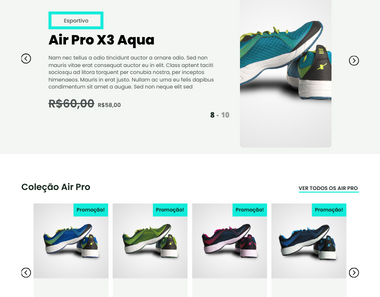 Esportivo
Air Pro X3 Aqua
Nam nec tellus a odio tincidunt auctor a ornare odio. Sed non
mauris vitae erat consequat auctor eu in elit. Class aptent taciti
sociosqu ad litora torquent per conubia nostra, per inceptos
himenaeos. Mauris in erat justo. Nullam ac urna eu felis dapibus
condimentum sit amet a augue. Sed non neque elit sed
R$60,00 R$58,00
8 - 10
Coleção Air Pro
VER TODOS OS AIR PRO
Promoção! Promoção! Promoção! Promoção!